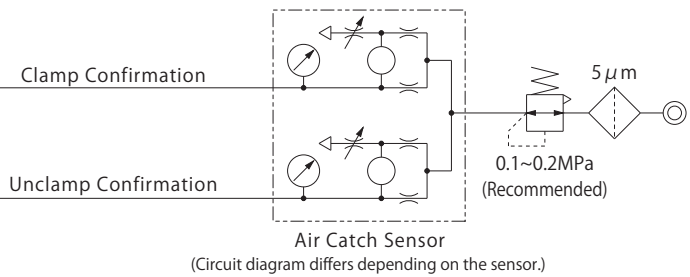 Clamp Confirmation
5μm
0.1~0.2MPa
(Recommended)
Unclamp Confirmation
Air Catch Sensor
(Circuit diagram differs depending on the sensor.)